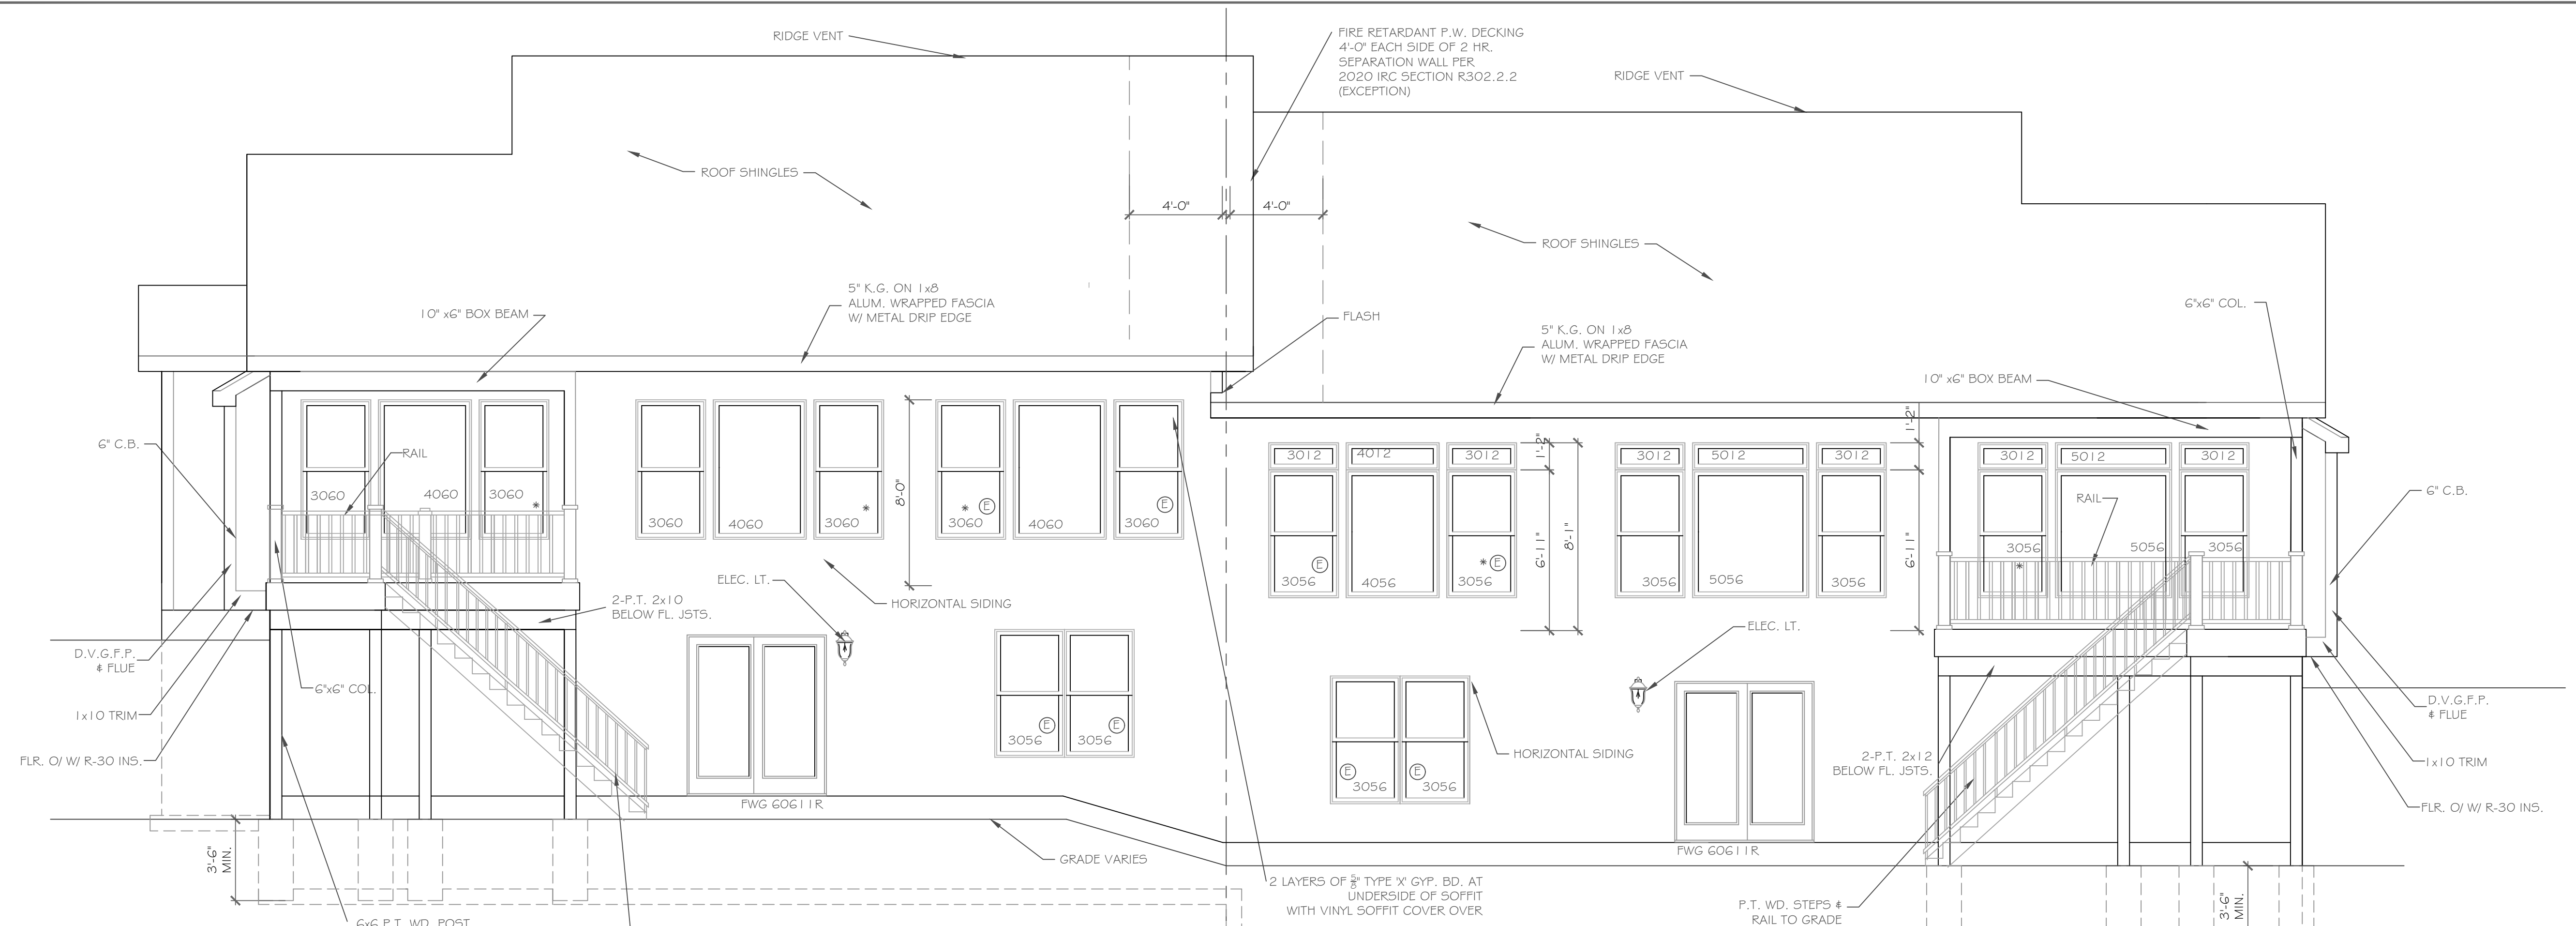 RIDGE VENT
FIRE RETARDANT P.W. DECKING
4'-0" EACH SIDE OF 2 HR.
SEPARATION WALL PER
2020 IRC SECTION R302.2.2
(EXCEPTION)
RIDGE VENT
ROOF SHINGLES
4'-0"
4'-0"
ROOF SHINGLES
10" x6" BOX BEAM
5" K.G. ON 1x8
ALUM. WRAPPED FASCIA
W/ METAL DRIP EDGE
FLASH
5" K.G. ON 1x8
ALUM. WRAPPED FASCIA
W/ METAL DRIP EDGE
6"x6" COL.
10" x6" BOX BEAM
6" C.B.
RAIL
3060
4060
3060
*
3060
4060
3060
*
8'-0"
*
3060
E
4060
3060
E
3012
4012
3012
1'-2"
3056
E
4056
*
3056
E
6'-11"
8'-1"
3012
5012
3012
3056
5056
3056
1'-2"
6'-11"
3012
5012
3012
RAIL
3056
*
5056
3056
6" C.B.
ELEC. LT.
2-P.T. 2x10
BELOW FL. JSTS.
HORIZONTAL SIDING
ELEC. LT.
D.V.G.F.P.
& FLUE
6"x6" COL.
1x10 TRIM
FLR. O/ W/ R-30 INS.
3056
E
3056
E
FWG 60611R
E
3056
E
3056
HORIZONTAL SIDING
FWG 60611R
2-P.T. 2x12
BELOW FL. JSTS.
D.V.G.F.P.
& FLUE
1x10 TRIM
FLR. O/ W/ R-30 INS.
3'-6"
MIN.
GRADE VARIES
2 LAYERS OF 5/8" TYPE 'X' GYP. BD. AT
UNDERSIDE OF SOFFIT
WITH VINYL SOFFIT COVER OVER
P.T. WD. STEPS &
RAIL TO GRADE
3'-6"
MIN.
6x6 P.T. WD. POST